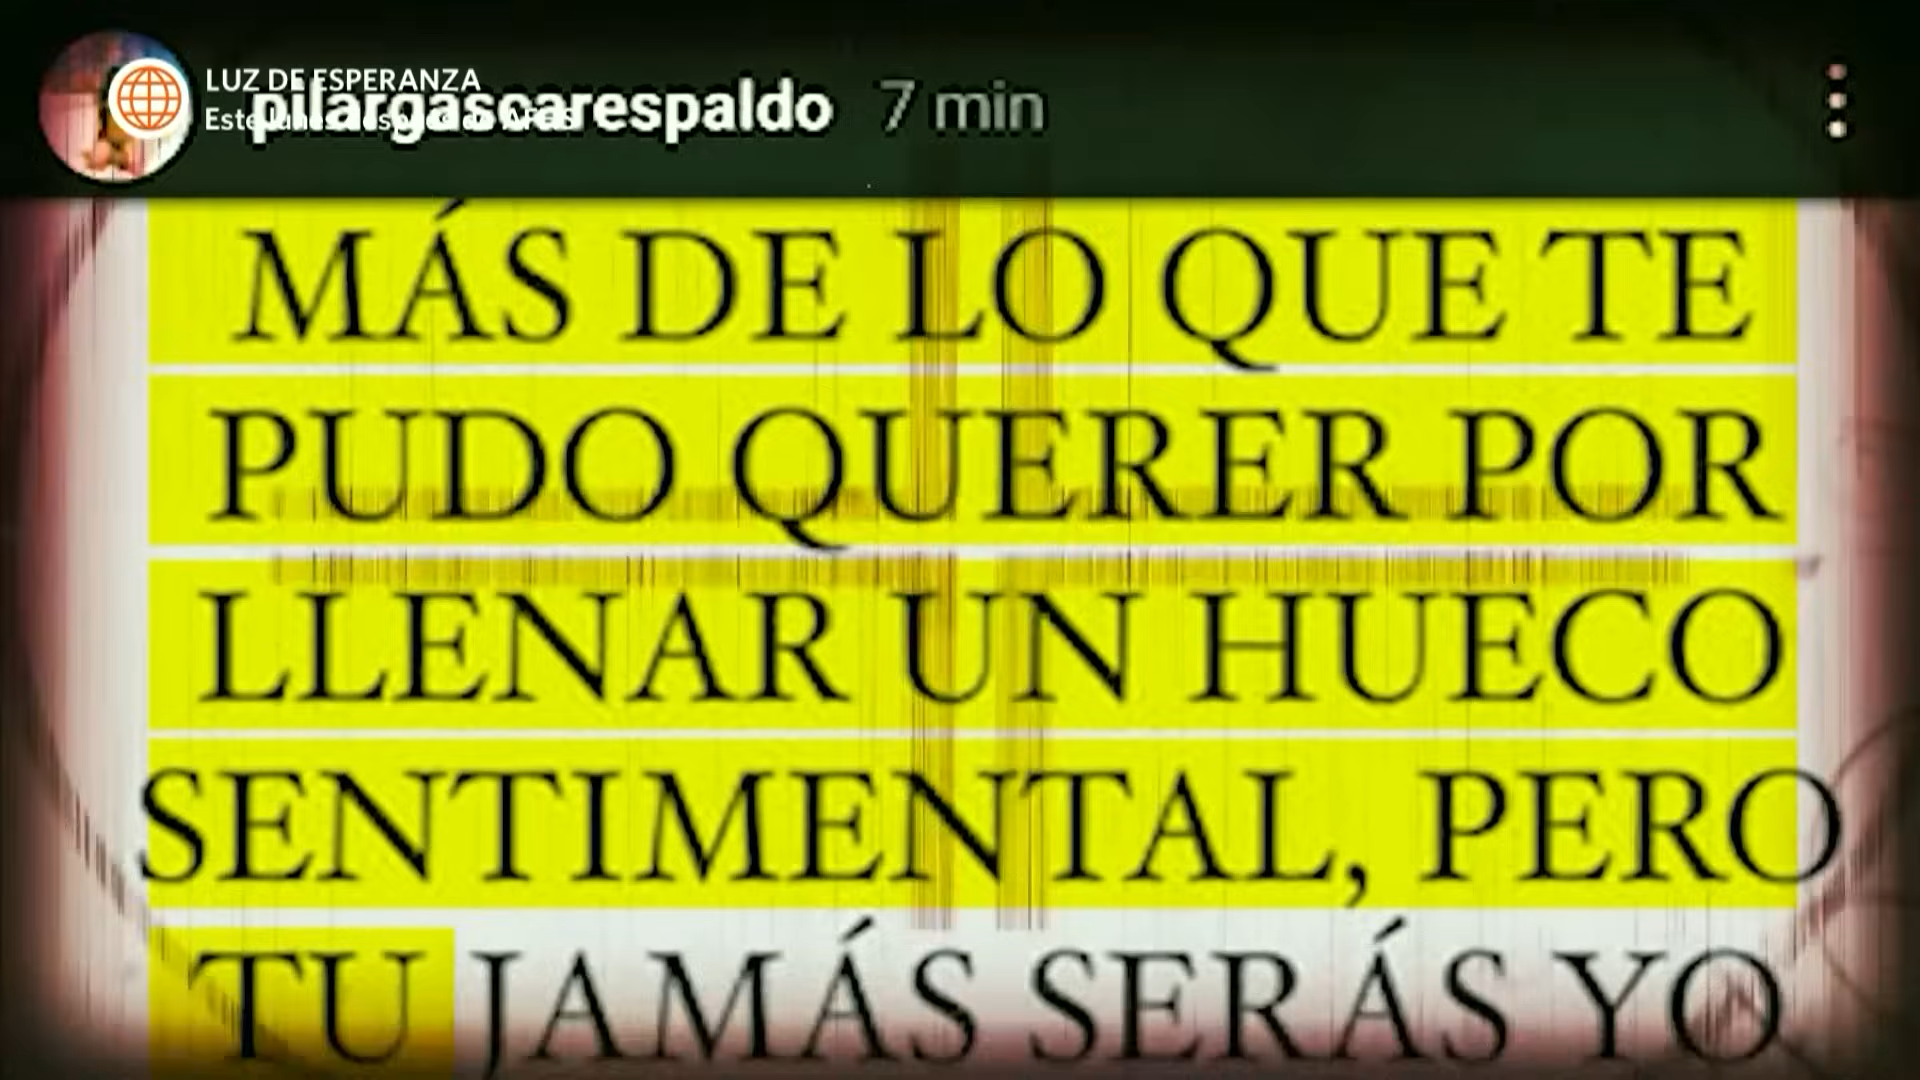 LUZ DE ESPERANZA
pilargascarespaldo 7 min
MÁS DE LO QUE TE
PUDO QUERER POR
LLENAR UN HUECO
SENTIMENTAL, PERO
TU JAMÁS SERÁS YO